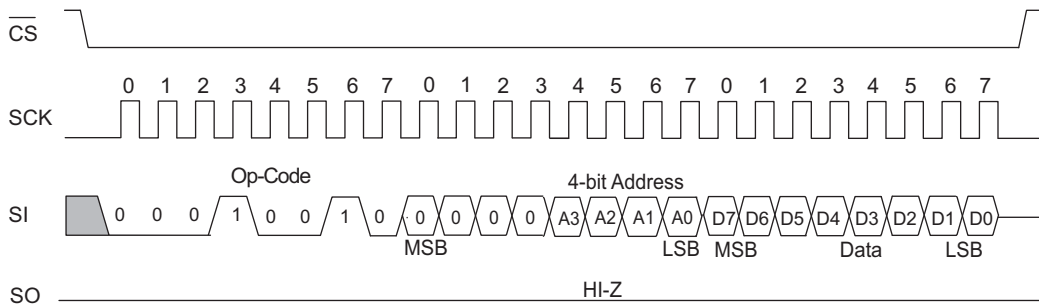 CS
0 1 2 3 4 5 6 7 0 1 2 3 4 5 6 7 0 1 2 3 4 5 6 7
SCK
Op-Code 4-bit Address
SI 0 0 0 1 0 0 1 0 0 0 0 0 A3 A2 A1 A0 D7 D6 D5 D4 D3 D2 D1 D0
MSB LSB MSB Data LSB
HI-Z
SO